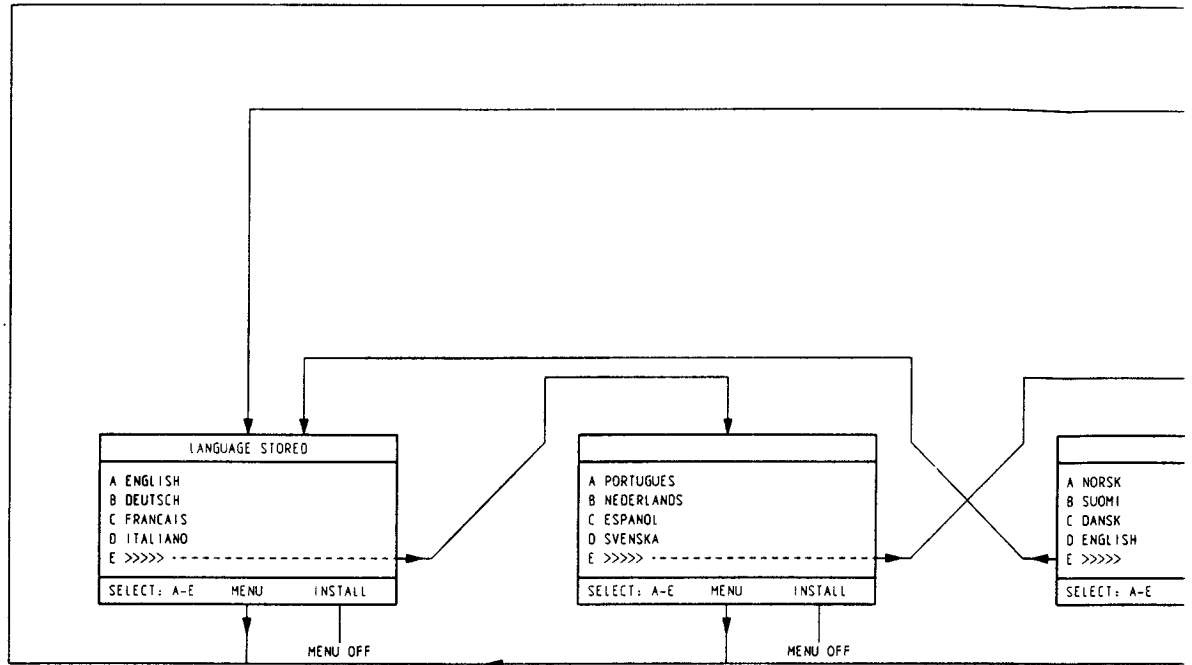 LANGUAGE STORED
A ENGLISH
B DEUTSCH
C FRANCAIS
D ITALIANO
E >>>>>
SELECT: A-E MENU INSTALL
MENU OFF
A PORTUGUES
B NEDERLANDS
C ESPANOL
D SVENSKA
E >>>>>
SELECT: A-E MENU INSTALL
MENU OFF
A NORSK
B SUOMI
C DANSK
D ENGLISH
E >>>>>
SELECT: A-E